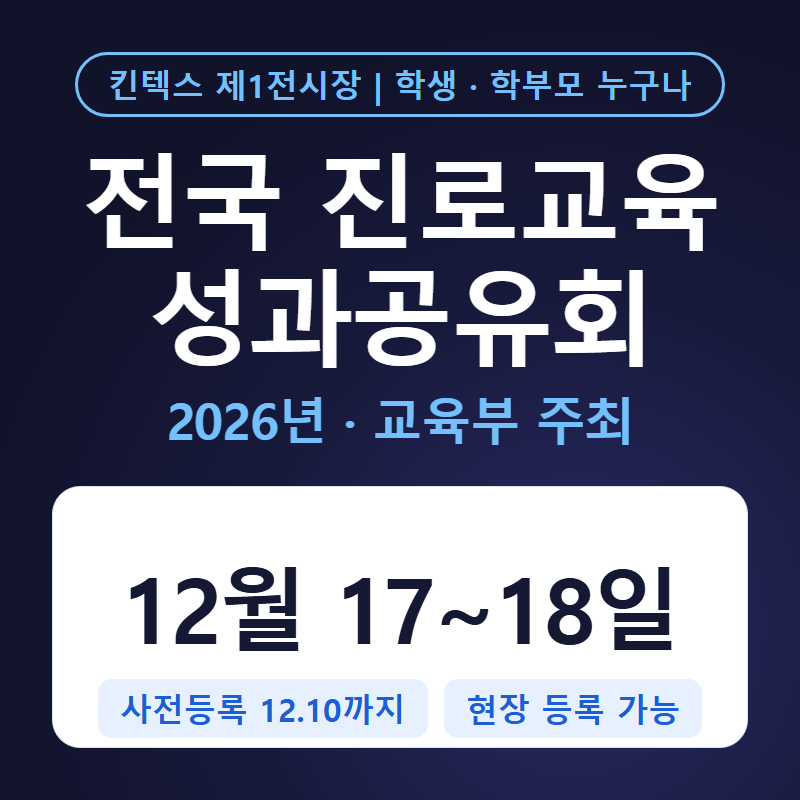 킨텍스 제1전시장 | 학생 · 학부모 누구나
전국 진로교육
성과공유회
2026년 · 교육부 주최
12월 17~18일
사전등록 12.10까지
현장 등록 가능